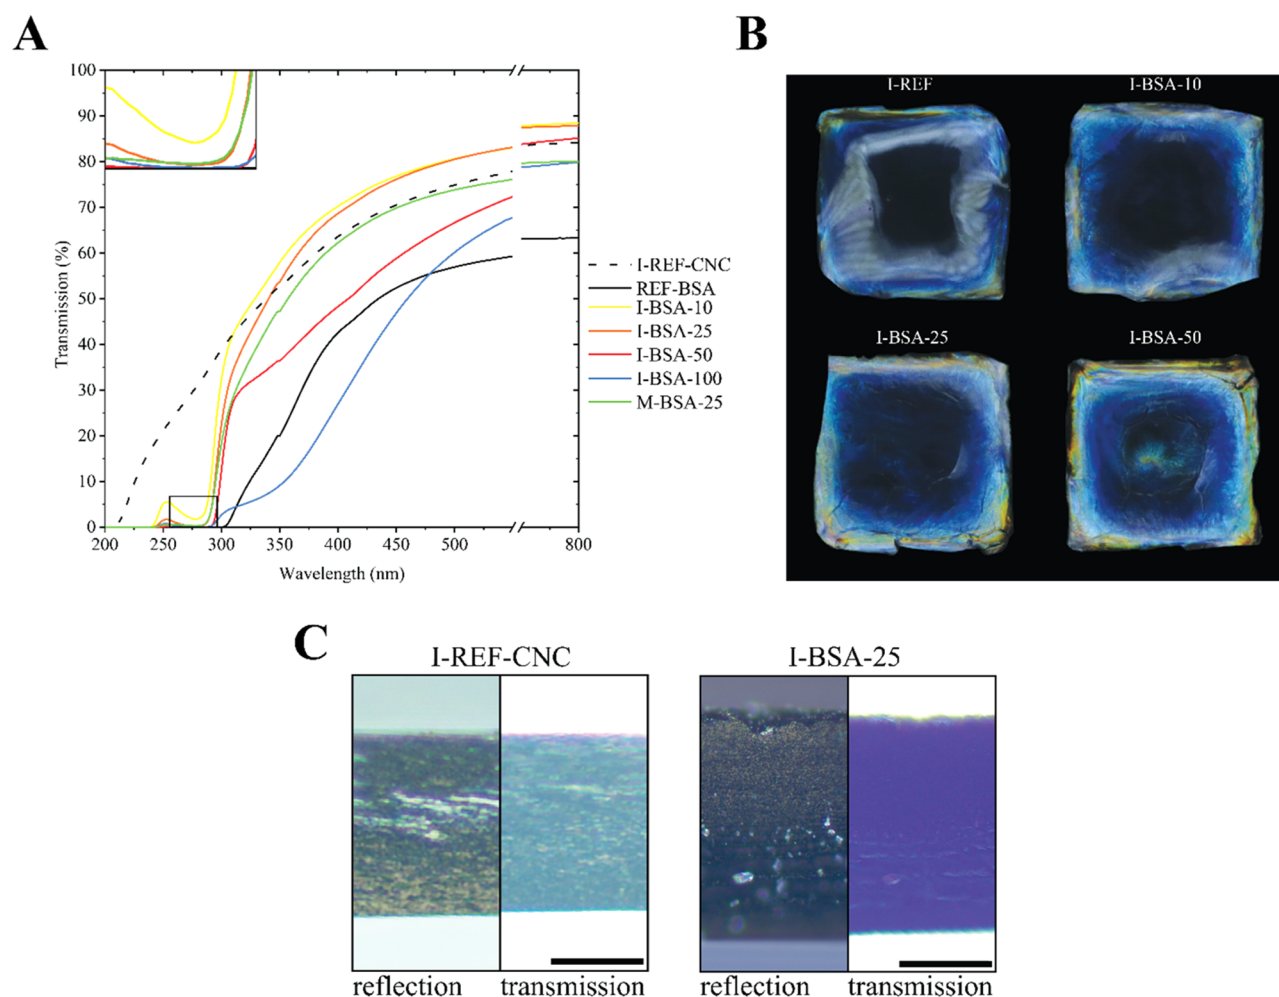 A
B
100
90
80
70
60
50
40
30
20
10
0
Transmission (%)
200
250
300
350
400
450
500
800
Wavelength (nm)
I-REF-CNC
REF-BSA
I-BSA-10
I-BSA-25
I-BSA-50
I-BSA-100
M-BSA-25
I-REF
I-BSA-10
I-BSA-25
I-BSA-50
C
I-REF-CNC
I-BSA-25
reflection
transmission
reflection
transmission